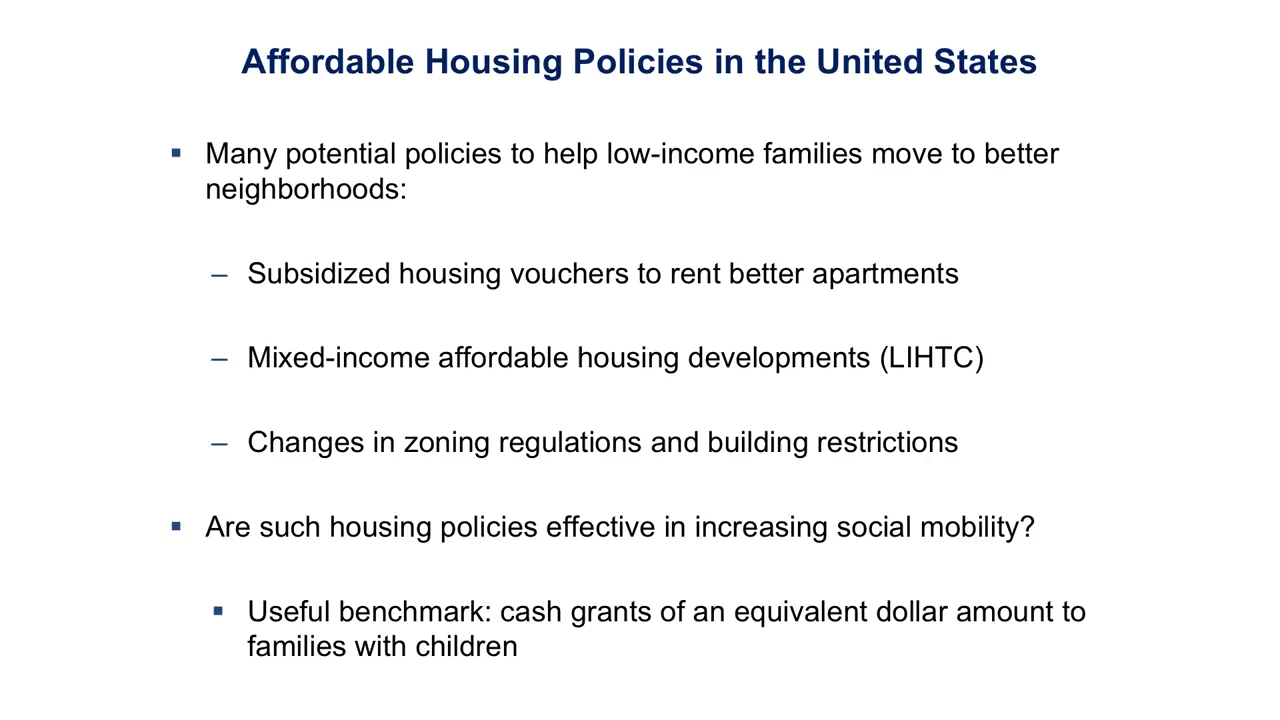 Affordable Housing Policies in the United States
▪ Many potential policies to help low-income families move to better
neighborhoods:
– Subsidized housing vouchers to rent better apartments
– Mixed-income affordable housing developments (LIHTC)
– Changes in zoning regulations and building restrictions
▪ Are such housing policies effective in increasing social mobility?
▪ Useful benchmark: cash grants of an equivalent dollar amount to
families with children